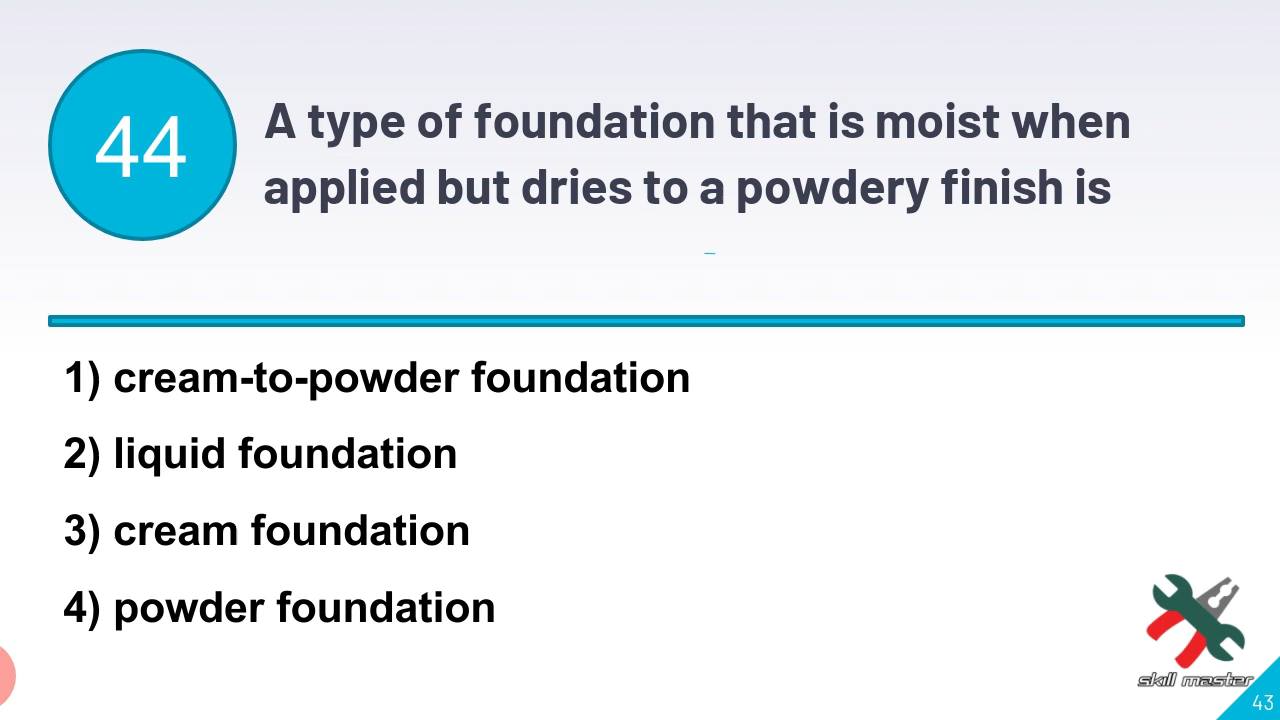 44
A type of foundation that is moist when
applied but dries to a powdery finish is
_
1) cream-to-powder foundation
2) liquid foundation
3) cream foundation
4) powder foundation
skill master
43